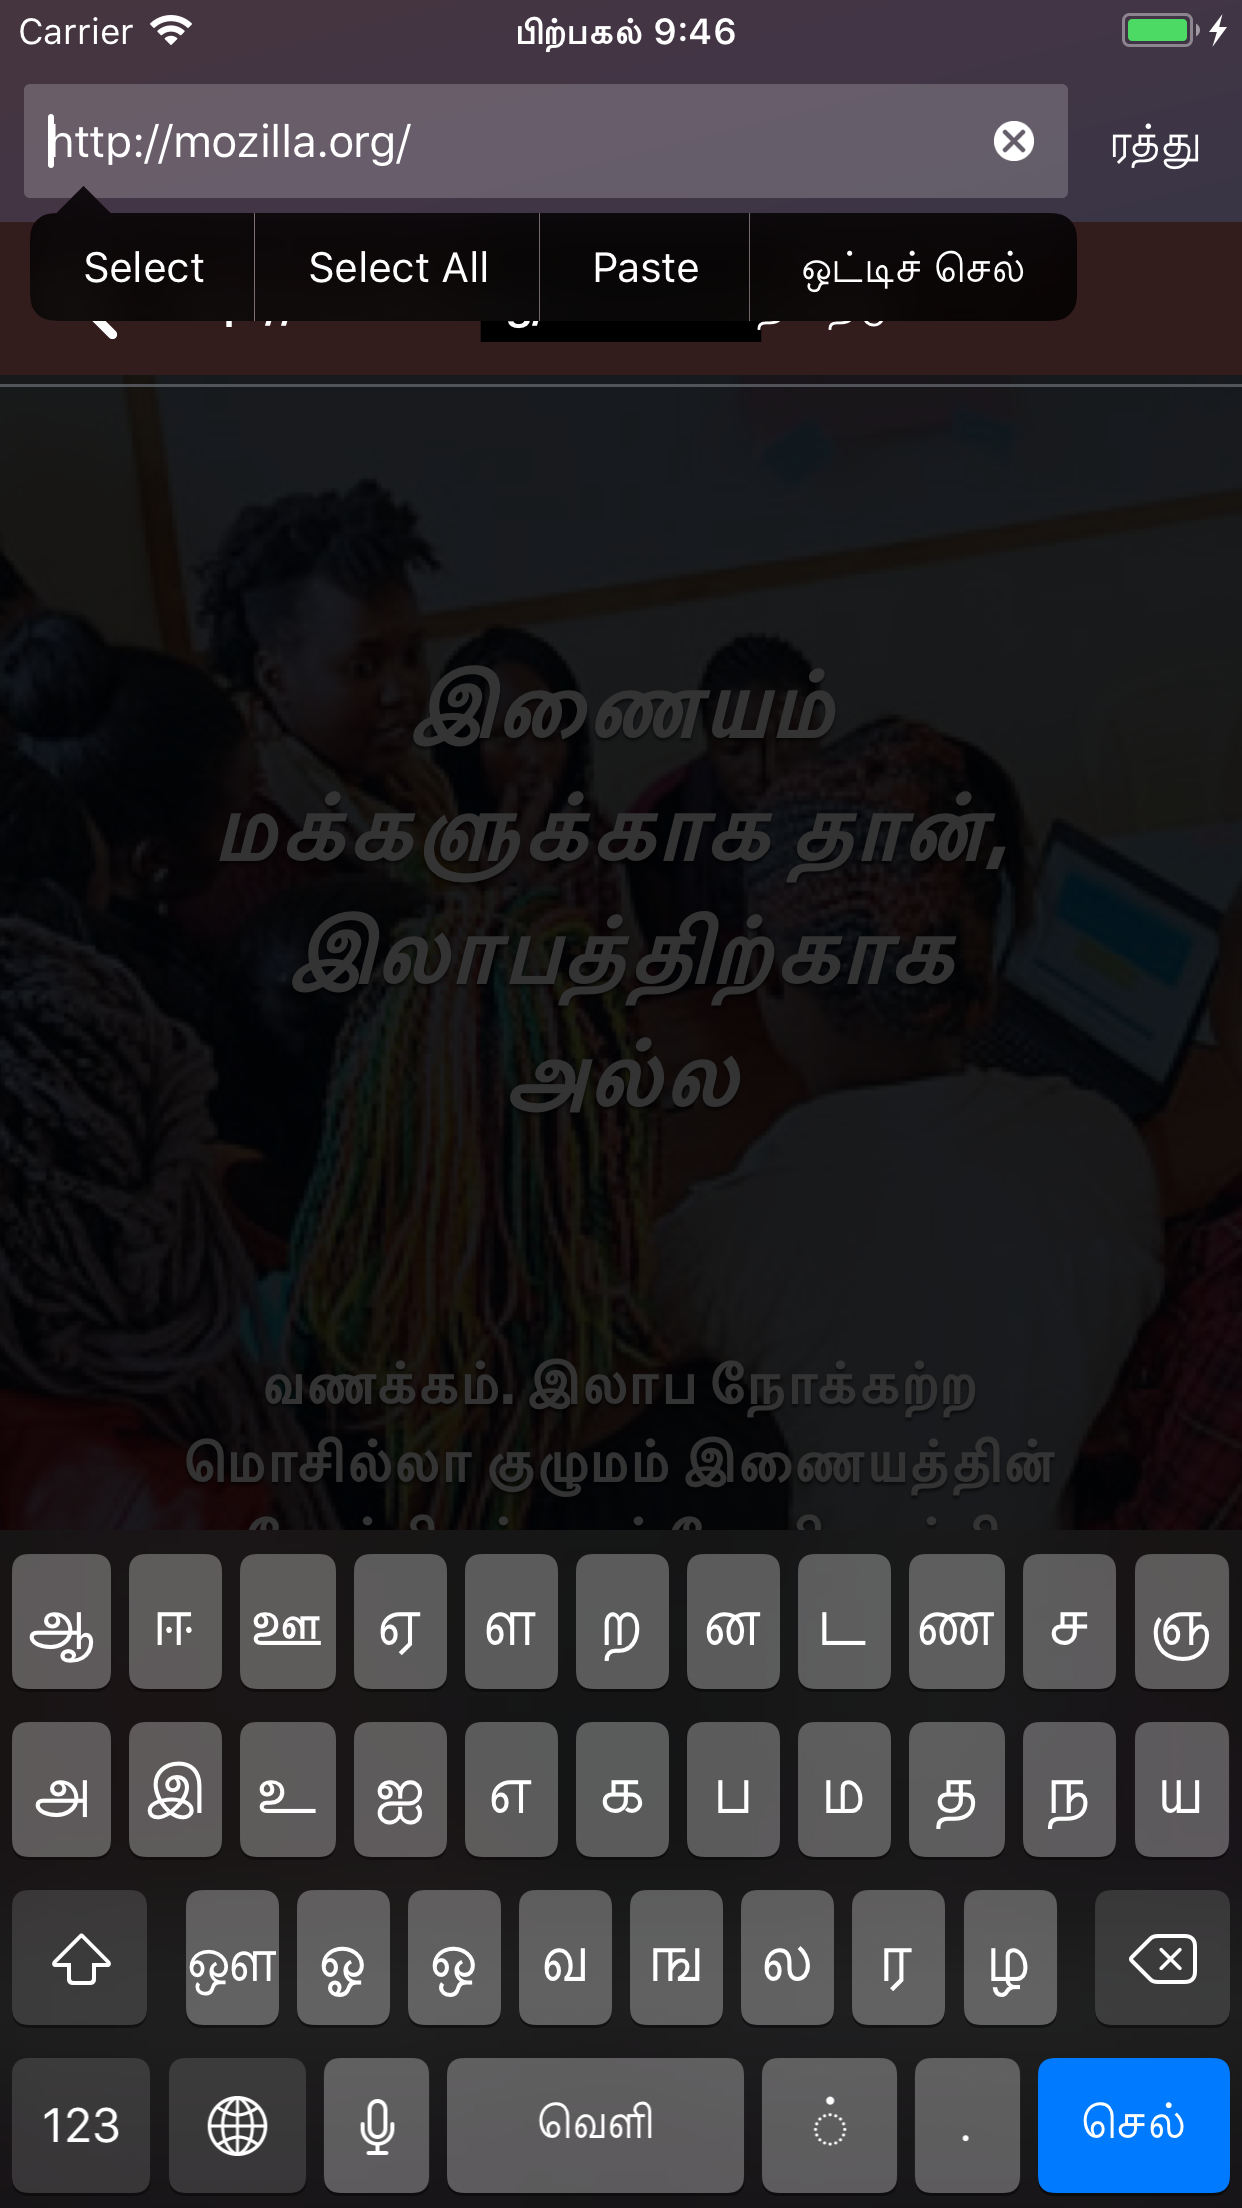 Carrier
பிற்பகல் 9:46
http://mozilla.org/
ரத்து
Select
Select All
Paste
ஒட்டிச் செல்
இணையம்
மக்களுக்காக தான்,
இலாபத்திற்காக
அல்ல
வணக்கம். இலாப நோக்கற்ற
மொசில்லா குழுமம் இணையத்தின்
ஆ ஈ ஊ ஏ ள ற ன ட ண ச ஞ
அ இ உ ஐ எ க ப ம த ந ய
ஔ ஓ ஒ வ ங ல ர ழ
123 வெளி ் . செல்